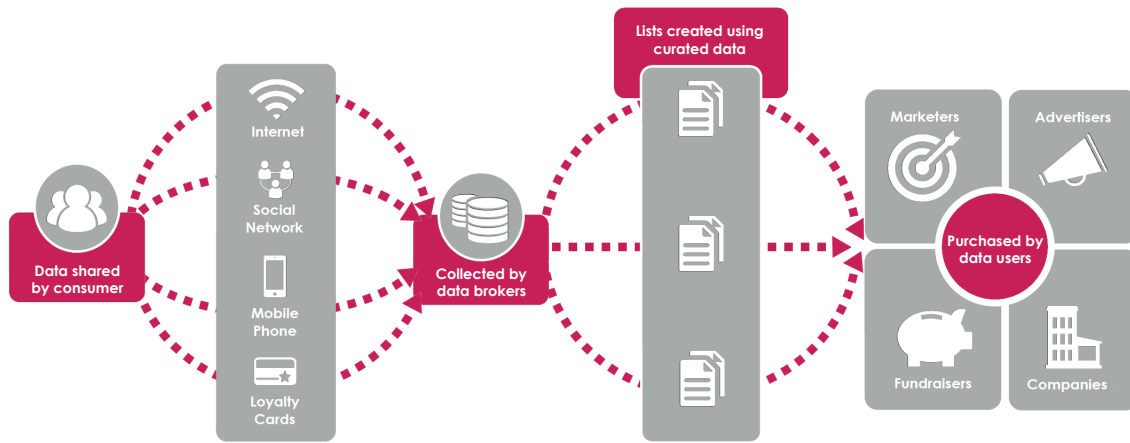 Data shared
by consumer
Internet
Social
Network
Mobile
Phone
Loyalty
Cards
Collected by
data brokers
Lists created using
curated data
Marketers
Advertisers
Purchased by
data users
Fundraisers
Companies